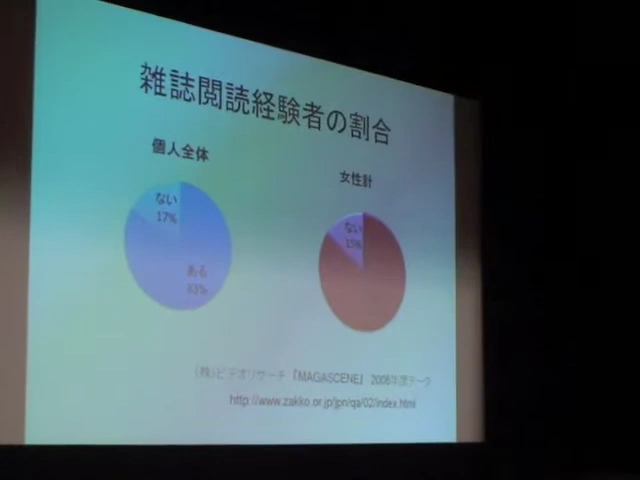 雑誌閲読経験者の割合
個人全体
女性計
ない
17%
ある
83%
ない
15%
(株)ビデオリサーチ 『MAGASCENE』 2006年度データ
http://www.zakko.or.jp/jpn/qa/02/index.html